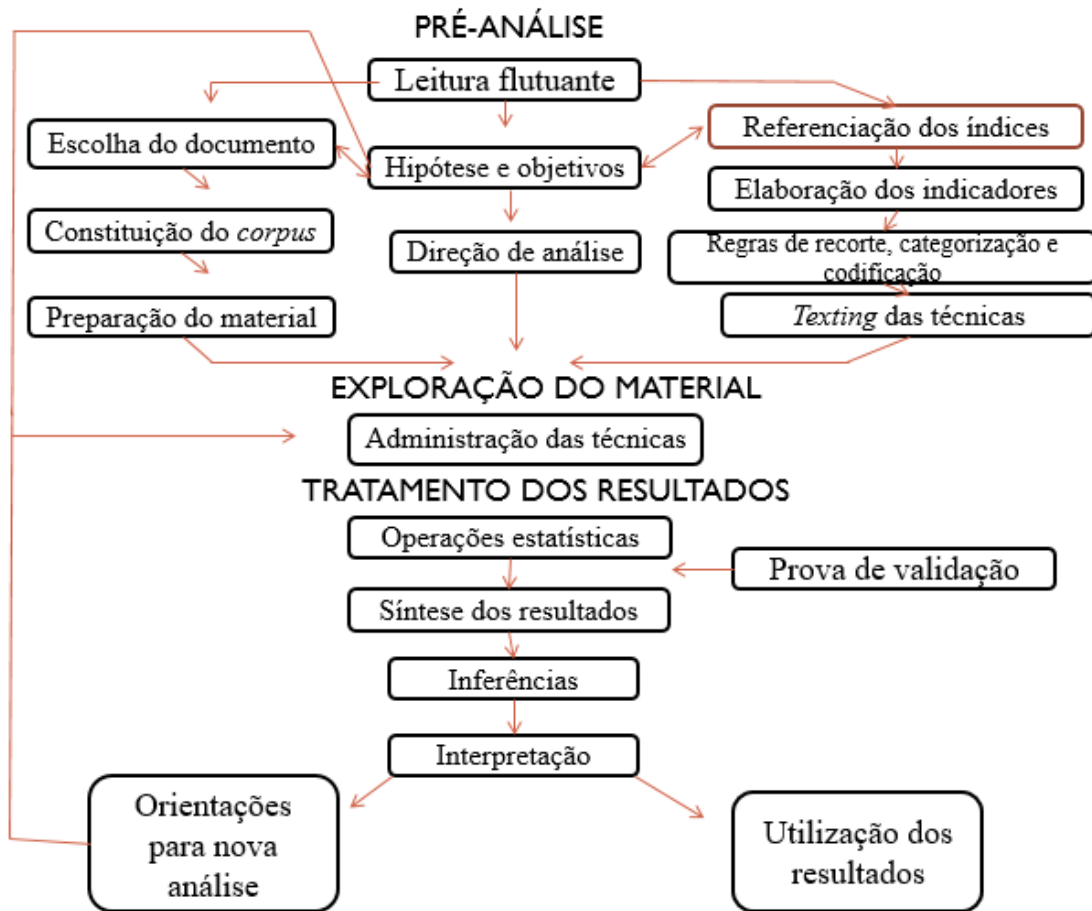 PRÉ-ANÁLISE
Leitura flutuante
Escolha do documento
Referenciação dos índices
Hipótese e objetivos
Elaboração dos indicadores
Constituição do corpus
Direção de análise
Regras de recorte, categorização e
codificação
Preparação do material
Texting das técnicas
EXPLORAÇÃO DO MATERIAL
Administração das técnicas
TRATAMENTO DOS RESULTADOS
Operações estatísticas
Prova de validação
Síntese dos resultados
Inferências
Interpretação
Orientações
para nova
análise
Utilização dos
resultados